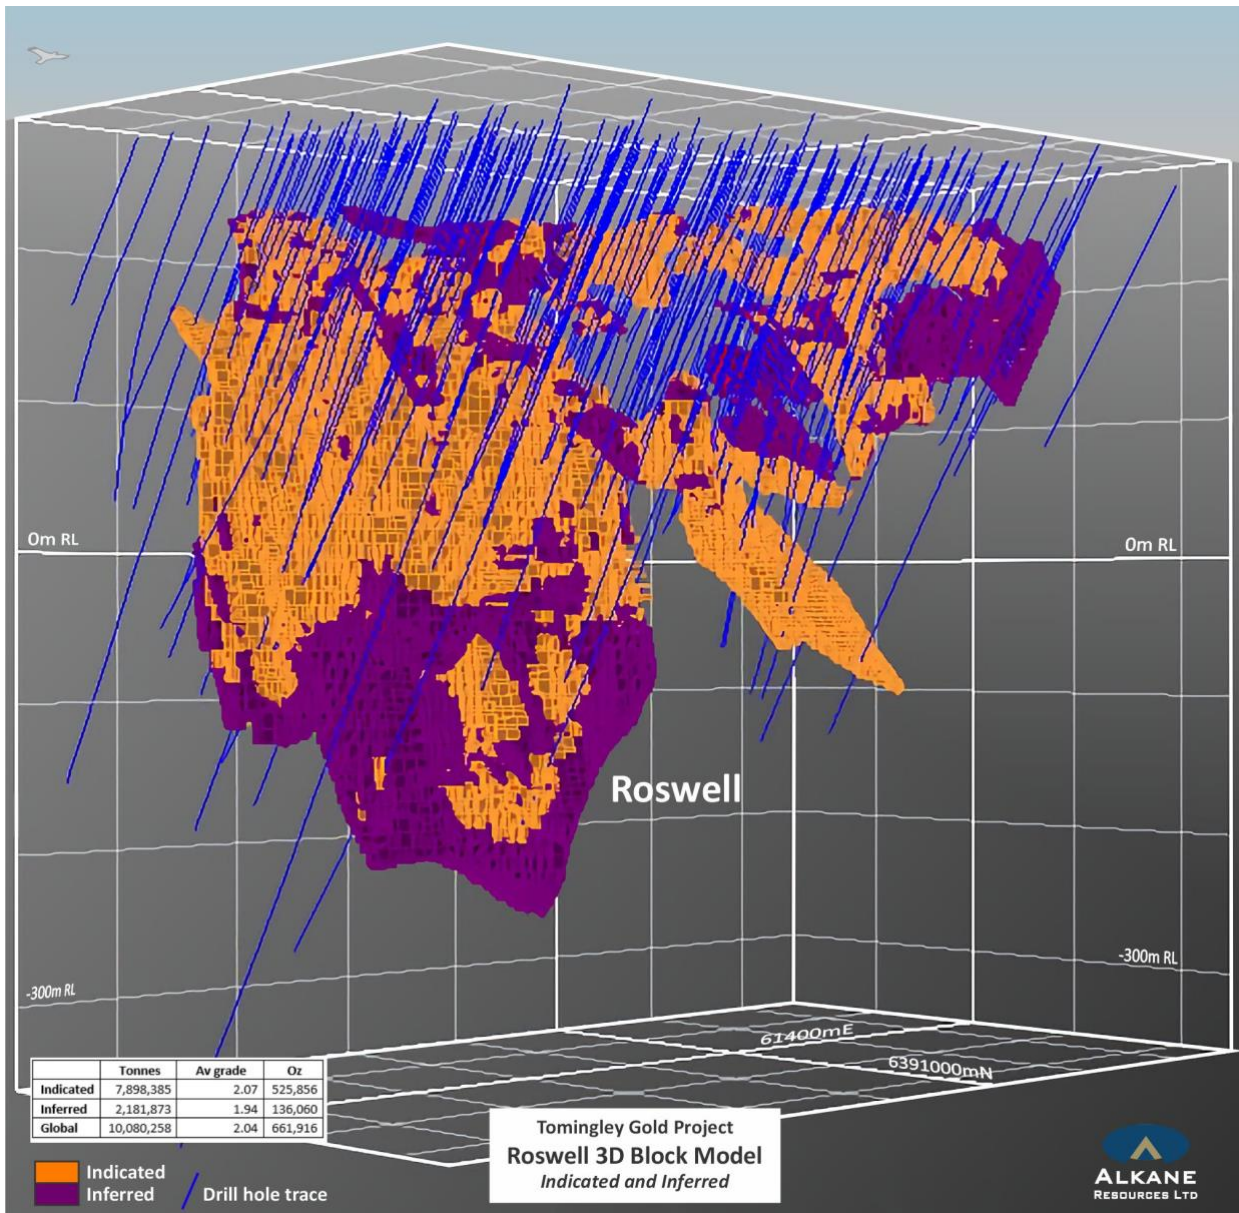 0m RL
0m RL
Roswell
-300m RL
-300m RL
61400mE
6391000mN
Tonnes Av grade Oz
Indicated 7,898,385 2.07 525,856
Inferred 2,181,873 1.94 136,060
Global 10,080,258 2.04 661,916
Indicated
Inferred
Drill hole trace
Tomingley Gold Project
Roswell 3D Block Model
Indicated and Inferred
ALKANE
RESOURCES LTD